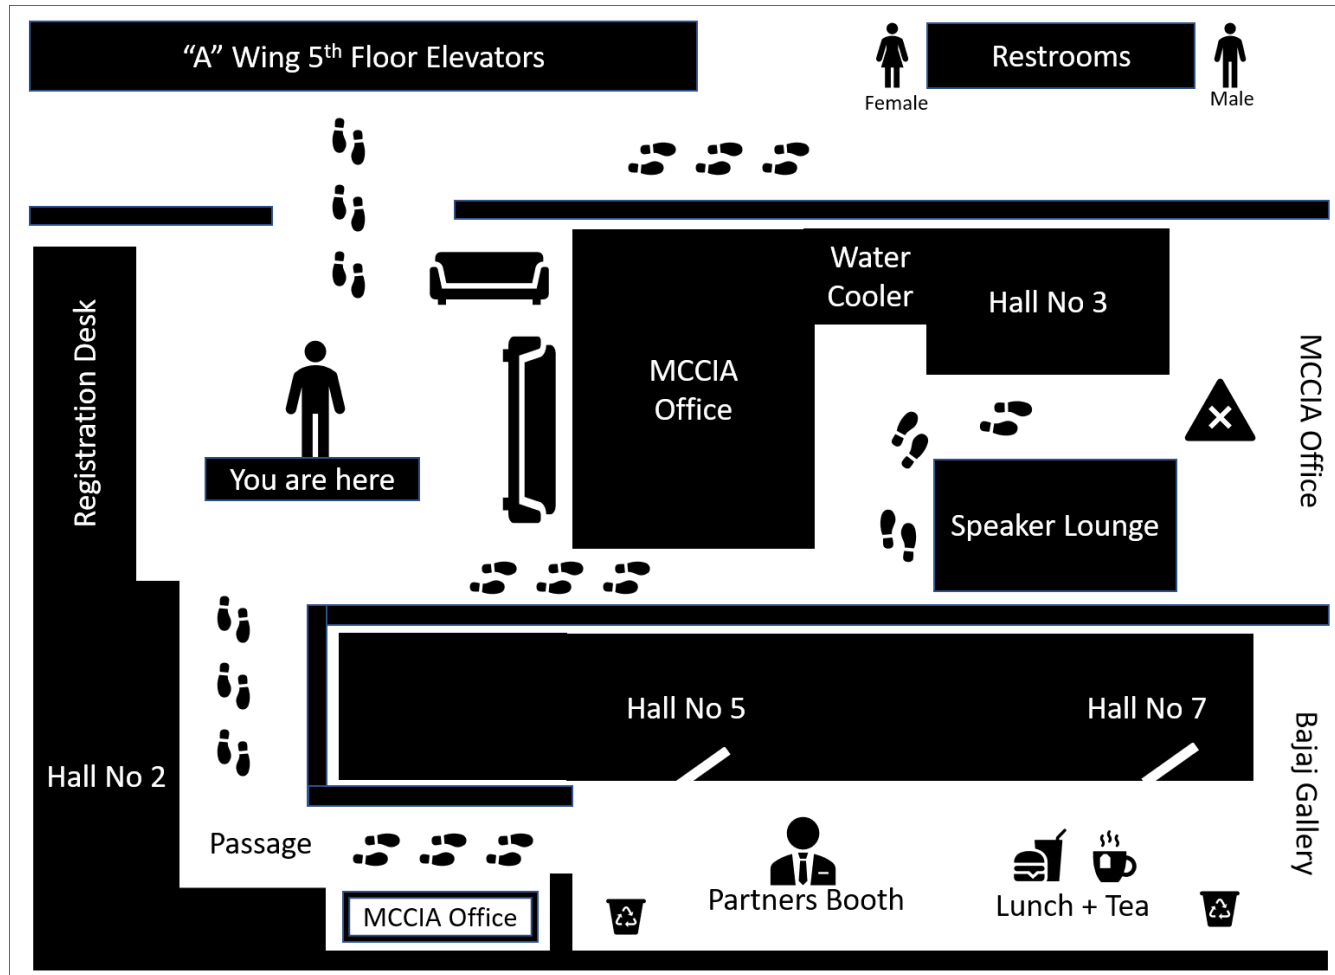 “A” Wing 5th Floor Elevators
Restrooms
Female
Male
Water
Cooler
Hall No 3
Registration Desk
MCCIA
Office
MCCIA Office
You are here
Speaker Lounge
Hall No 5
Hall No 7
Hall No 2
Bajaj Gallery
Passage
Partners Booth
Lunch + Tea
MCCIA Office